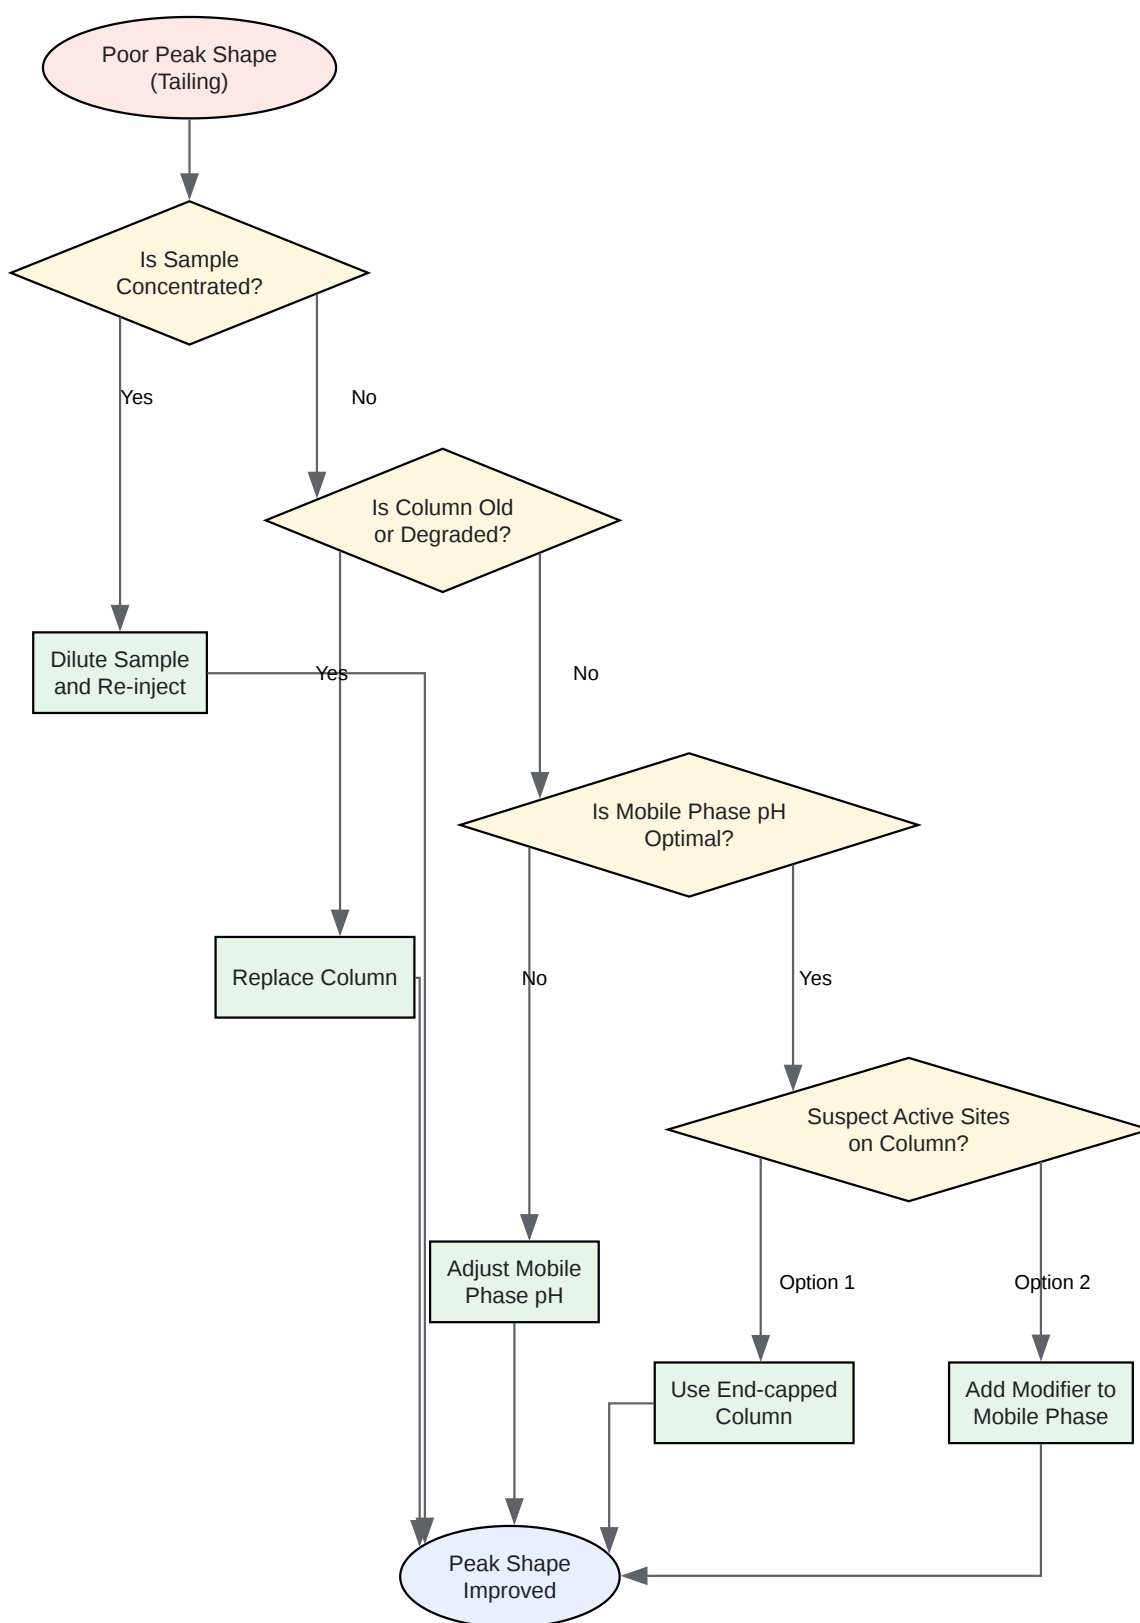 Poor Peak Shape
(Tailing)
Is Sample
Concentrated?
Yes
No
Is Column Old
or Degraded?
Dilute Sample
and Re-inject
Yes
No
Is Mobile Phase pH
Optimal?
Replace Column
No
Yes
Suspect Active Sites
on Column?
Adjust Mobile
Phase pH
Option 1
Option 2
Use End-capped
Column
Add Modifier to
Mobile Phase
Peak Shape
Improved